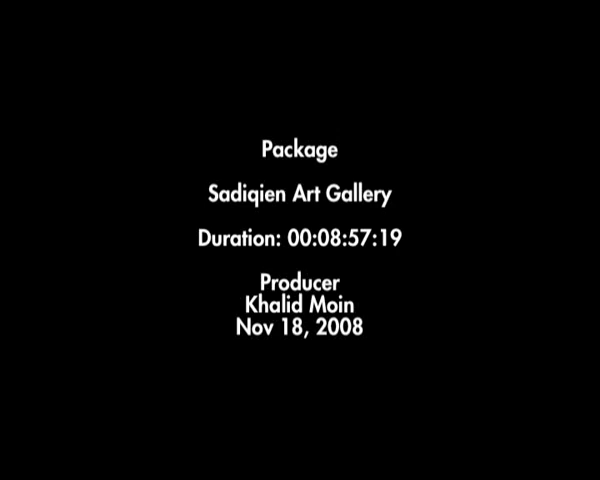 Package
Sadiqien Art Gallery
Duration: 00:08:57:19
Producer
Khalid Moin
Nov 18, 2008